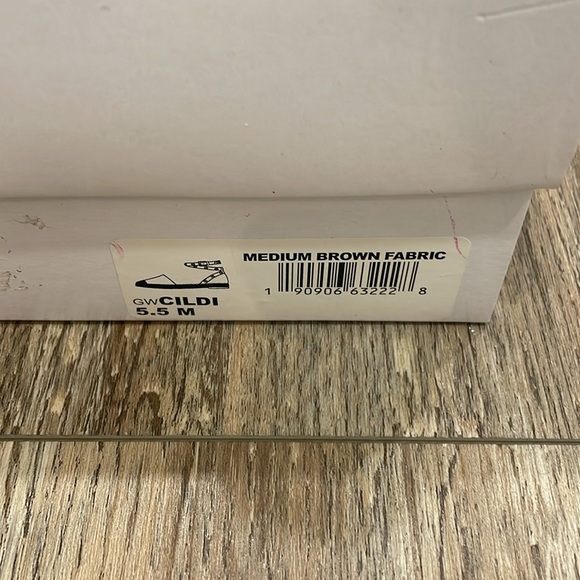 MEDIUM BROWN FABRIC
1 90906 63222 8
GWCILDI
5.5 M